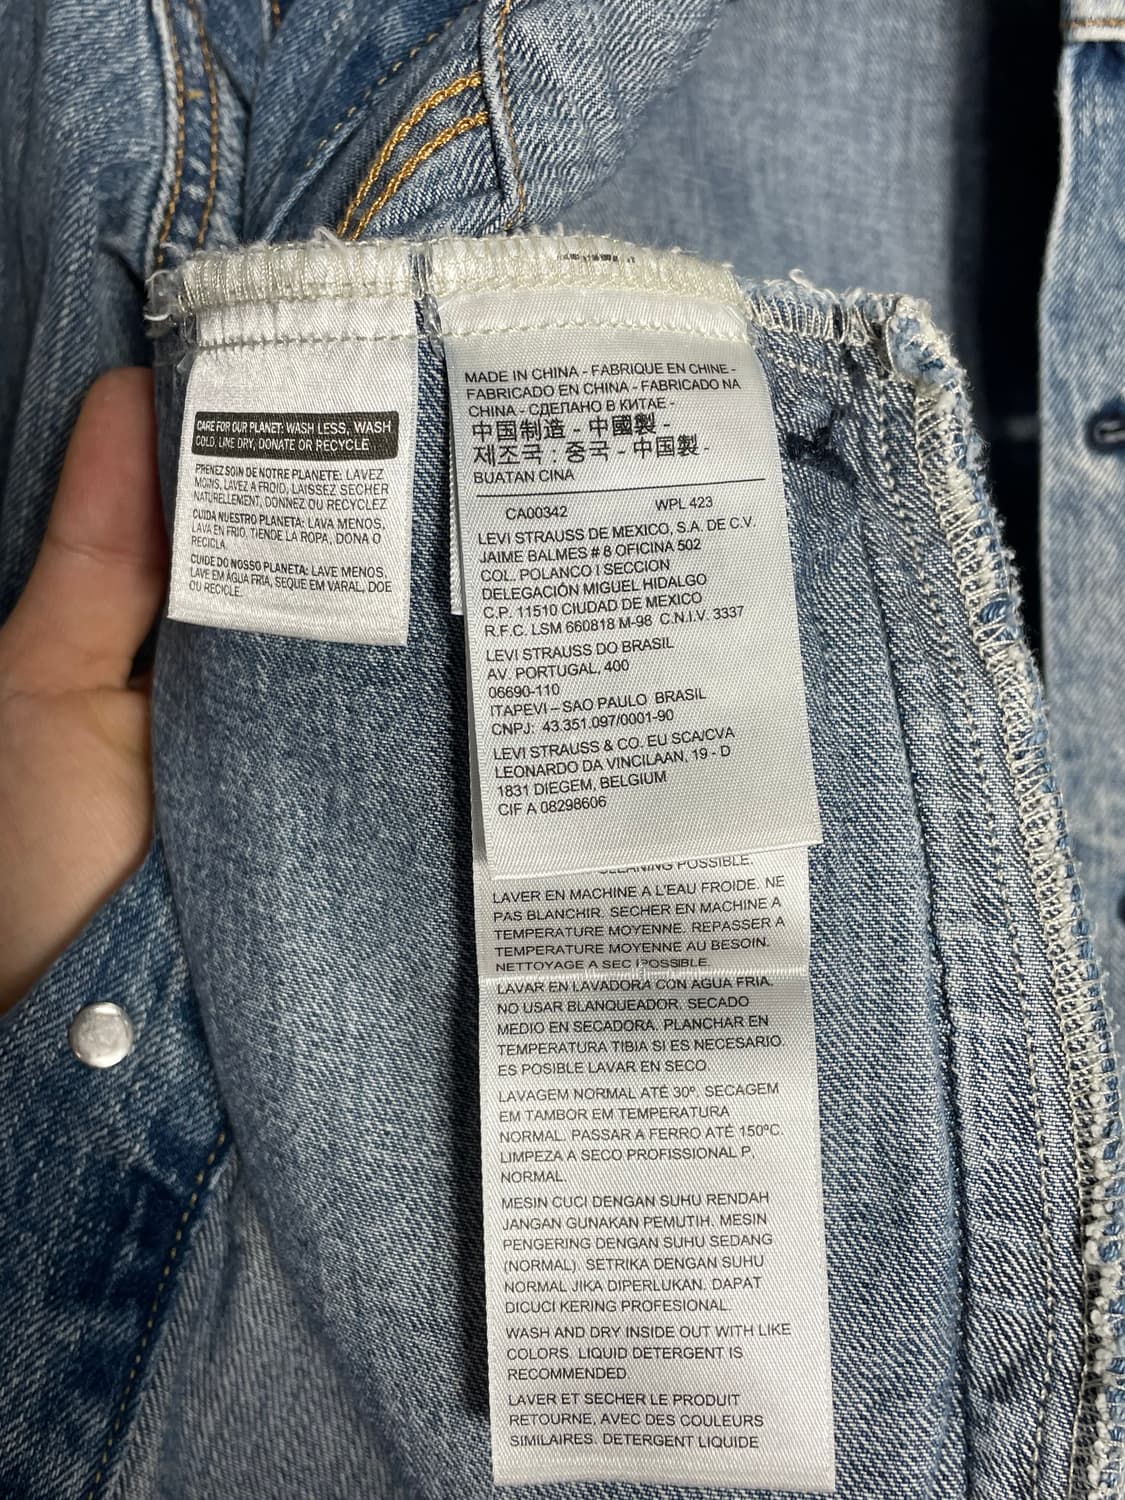 CARE FOR OUR PLANET: WASH LESS, WASH
COLD, LINE DRY, DONATE OR RECYCLE
PRENEZ SOIN DE NOTRE PLANETE: LAVEZ
MOINS, LAVEZ A FROID, LAISSEZ SECHER
NATURELLEMENT, DONNEZ OU RECYCLEZ
CUIDA NUESTRO PLANETA: LAVA MENOS,
LAVA EN FRIO, TIENDE LA ROPA, DONA O
RECICLA
CUIDE DO NOSSO PLANETA: LAVE MENOS,
LAVE EM ÁGUA FRIA, SEQUE EM VARAL, DOE
OU RECICLE.
MADE IN CHINA - FABRIQUE EN CHINE -
FABRICADO EN CHINA - FABRICADO NA
CHINA - СДЕЛАНО В КИТАЕ -
中国制造 - 中國製 -
제조국 : 중국 - 中国製 -
BUATAN CINA
CA00342 WPL 423
LEVI STRAUSS DE MEXICO, S.A. DE C.V.
JAIME BALMES # 8 OFICINA 502
COL. POLANCO I SECCION
DELEGACIÓN MIGUEL HIDALGO
C.P. 11510 CIUDAD DE MEXICO
R.F.C. LSM 660818 M-98 C.N.I.V. 3337
LEVI STRAUSS DO BRASIL
AV. PORTUGAL, 400
06690-110
ITAPEVI – SAO PAULO BRASIL
CNPJ: 43.351.097/0001-90
LEVI STRAUSS & CO. EU SCA/CVA
LEONARDO DA VINCILAAN, 19 - D
1831 DIEGEM, BELGIUM
CIF A 08298606
CLEANING POSSIBLE.
LAVER EN MACHINE A L'EAU FROIDE. NE
PAS BLANCHIR. SECHER EN MACHINE A
TEMPERATURE MOYENNE. REPASSER A
TEMPERATURE MOYENNE AU BESOIN.
NETTOYAGE A SEC POSSIBLE.
LAVAR EN LAVADORA CON AGUA FRIA.
NO USAR BLANQUEADOR. SECADO
MEDIO EN SECADORA. PLANCHAR EN
TEMPERATURA TIBIA SI ES NECESARIO.
ES POSIBLE LAVAR EN SECO.
LAVAGEM NORMAL ATÉ 30º. SECAGEM
EM TAMBOR EM TEMPERATURA
NORMAL. PASSAR A FERRO ATÉ 150ºC.
LIMPEZA A SECO PROFISSIONAL P,
NORMAL.
MESIN CUCI DENGAN SUHU RENDAH
JANGAN GUNAKAN PEMUTIH. MESIN
PENGERING DENGAN SUHU SEDANG
(NORMAL). SETRIKA DENGAN SUHU
NORMAL JIKA DIPERLUKAN. DAPAT
DICUCI KERING PROFESIONAL.
WASH AND DRY INSIDE OUT WITH LIKE
COLORS. LIQUID DETERGENT IS
RECOMMENDED
LAVER ET SECHER LE PRODUIT
RETOURNE, AVEC DES COULEURS
SIMILAIRES. DETERGENT LIQUIDE